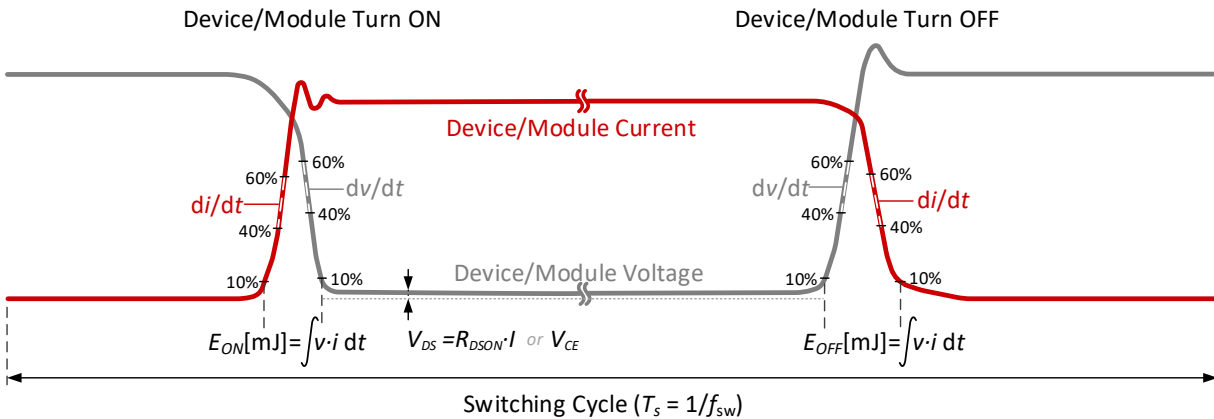 Device/Module Turn ON
Device/Module Turn OFF
Device/Module Current
60%
60%
di/dt
dv/dt
40%
40%
10%
10%
Device/Module Voltage
dv/dt
60%
60%
di/dt
40%
40%
10%
10%
E_ON[mJ]=∫v·i dt
V_DS =R_DSON·I or V_CE
E_OFF[mJ]=∫v·i dt
Switching Cycle (T_s = 1/f_sw)